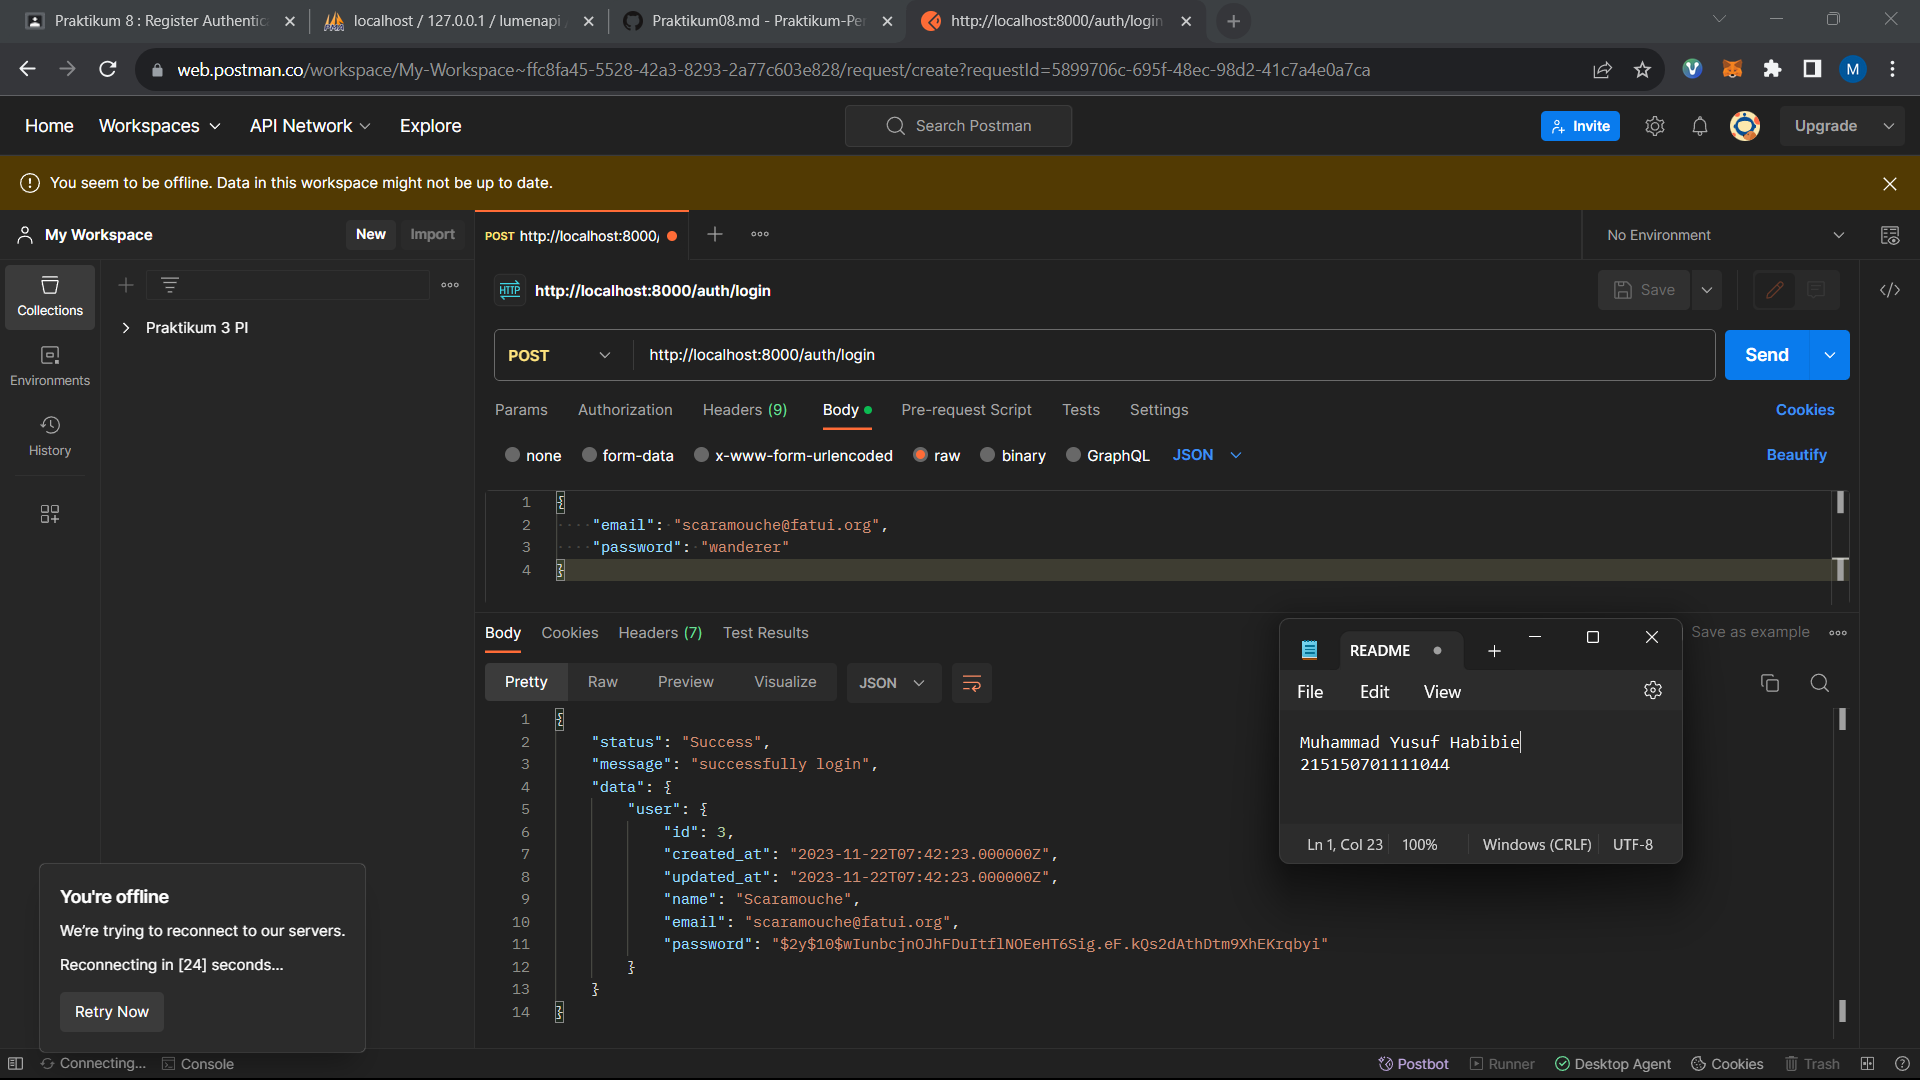 Praktikum 8 : Register Authentic
localhost / 127.0.0.1 / lumenapi
Praktikum08.md - Praktikum-Pe
http://localhost:8000/auth/login
web.postman.co/workspace/My-Workspace~ffc8fa45-5528-42a3-8293-2a77c603e828/request/create?requestId=5899706c-695f-48ec-98d2-41c7a4e0a7ca
M
Home
Workspaces
API Network
Explore
Search Postman
Invite
Upgrade
You seem to be offline. Data in this workspace might not be up to date.
My Workspace
New
Import
POST http://localhost:8000/
No Environment
Collections
Environments
History
Praktikum 3 PI
HTTP
http://localhost:8000/auth/login
Save
POST
http://localhost:8000/auth/login
Send
Params
Authorization
Headers (9)
Body
Pre-request Script
Tests
Settings
Cookies
none
form-data
x-www-form-urlencoded
raw
binary
GraphQL
JSON
Beautify
1 {
2 "email": "scaramouche@fatui.org",
3 "password": "wanderer"
4 }
Body
Cookies
Headers (7)
Test Results
Save as example
Pretty
Raw
Preview
Visualize
JSON
1 {
2 "status": "Success",
3 "message": "successfully login",
4 "data": {
5 "user": {
6 "id": 3,
7 "created_at": "2023-11-22T07:42:23.000000Z",
8 "updated_at": "2023-11-22T07:42:23.000000Z",
9 "name": "Scaramouche",
10 "email": "scaramouche@fatui.org",
11 "password": "$2y$10$wIunbcjnOJhFDuItflNOEeHT6Sig.eF.kQs2dAthDtm9XhEKrqbyi"
12 }
13 }
14 }
README
File
Edit
View
Muhammad Yusuf Habibie
215150701111044
Ln 1, Col 23
100%
Windows (CRLF)
UTF-8
You're offline
We're trying to reconnect to our servers.
Reconnecting in [24] seconds...
Retry Now
Connecting...
Console
Postbot
Runner
Desktop Agent
Cookies
Trash